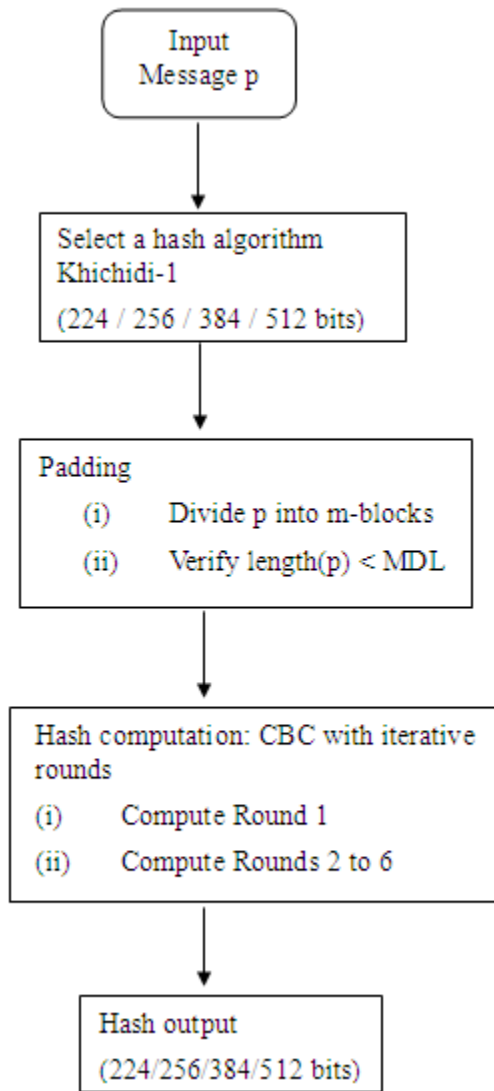 Input
Message p
Select a hash algorithm
Khichidi-1
(224 / 256 / 384 / 512 bits)
Padding
(i) Divide p into m-blocks
(ii) Verify length(p) < MDL
Hash computation: CBC with iterative
rounds
(i) Compute Round 1
(ii) Compute Rounds 2 to 6
Hash output
(224/256/384/512 bits)